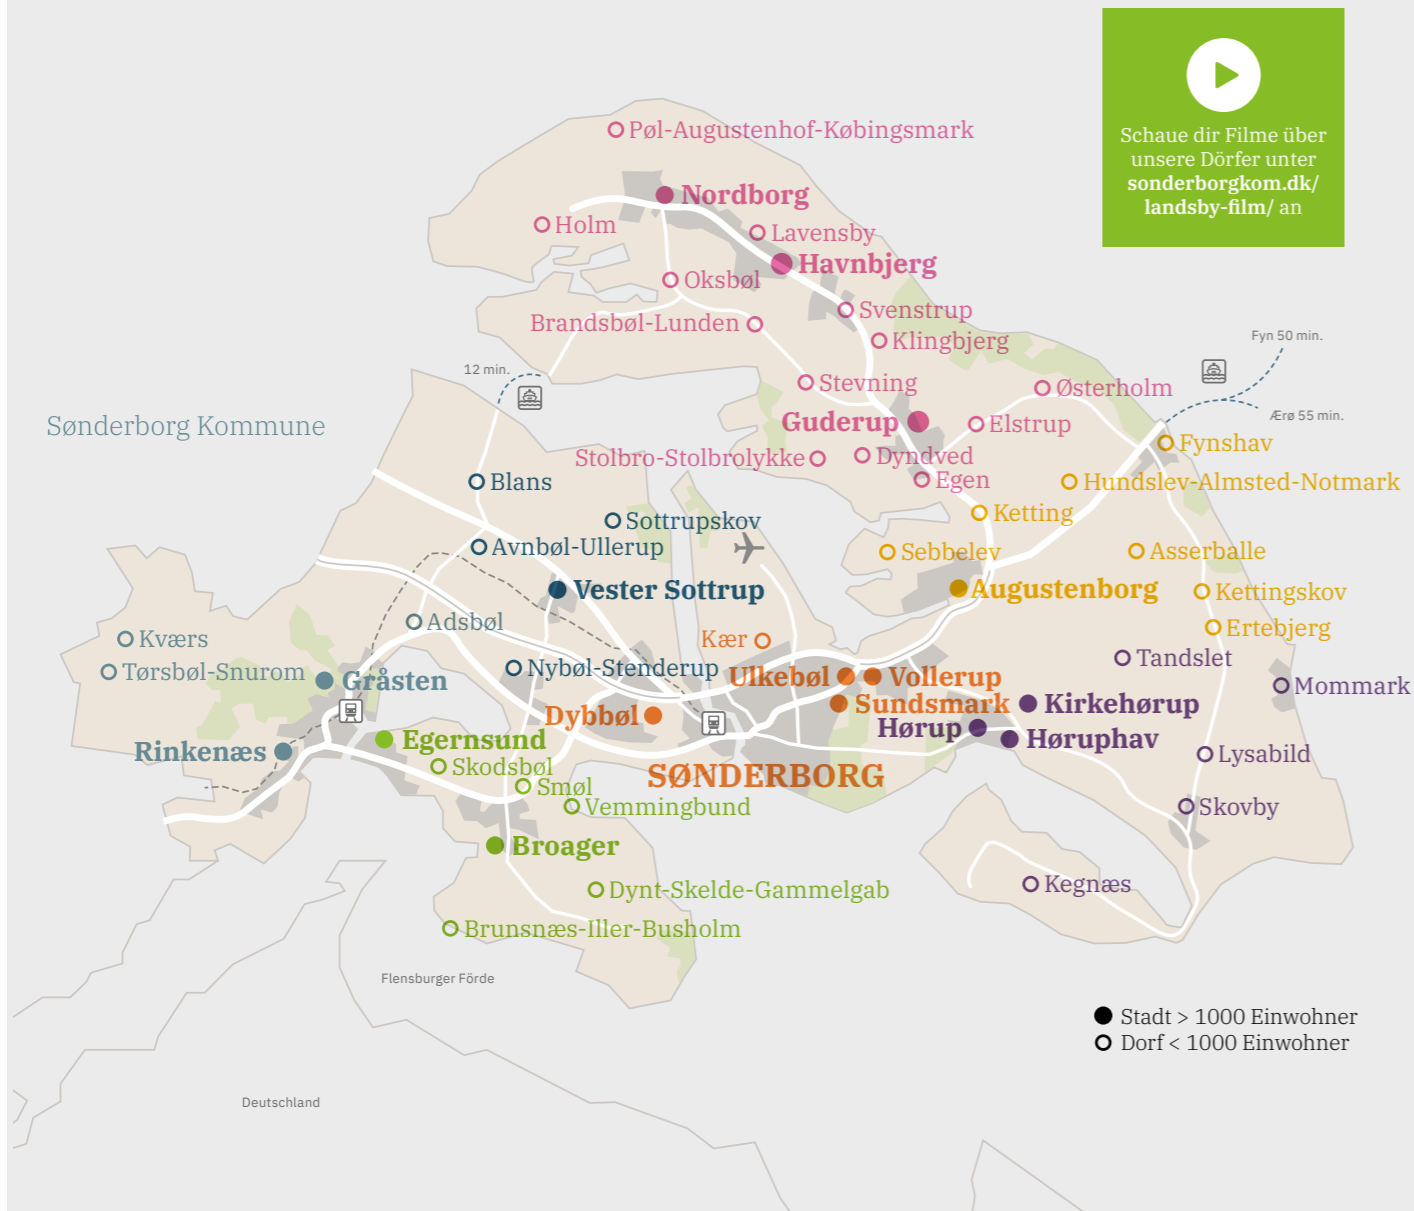 Schaue dir Filme über
unsere Dörfer unter
sonderborgkom.dk/
landsby-film/ an
Pøl-Augustenhof-Købingsmark
Nordborg
Holm
Lavensby
Havnbjerg
Oksbøl
Svenstrup
Brandsbøl-Lunden
Klingbjerg
Fyn 50 min.
12 min.
Stevning
Østerholm
Ærø 55 min.
Sønderborg Kommune
Guderup
Elstrup
Fynshav
Stolbro-Stolbrolykke
Dyndved
Egen
Hundslev-Almsted-Notmark
Blans
Ketting
Sottrupskov
Avnbøl-Ullerup
Sebbelev
Asserballe
Vester Sottrup
Augustenborg
Kettingskov
Adsbøl
Ertebjerg
Kværs
Kær
Tandslet
Tørsbøl-Snurom
Nybøl-Stenderup
Gråsten
Ulkebøl
Vollerup
Mommark
Sundsmark
Kirkehørup
Dybbøl
Hørup
Høruphav
Egernsund
Rinkenæs
Lysabild
Skodsbøl
SØNDERBORG
Smøl
Vemmingbund
Skovby
Broager
Kegnæs
Dynt-Skelde-Gammelgab
Brunsnæs-Iller-Busholm
Flensburger Förde
Stadt > 1000 Einwohner
Dorf < 1000 Einwohner
Deutschland